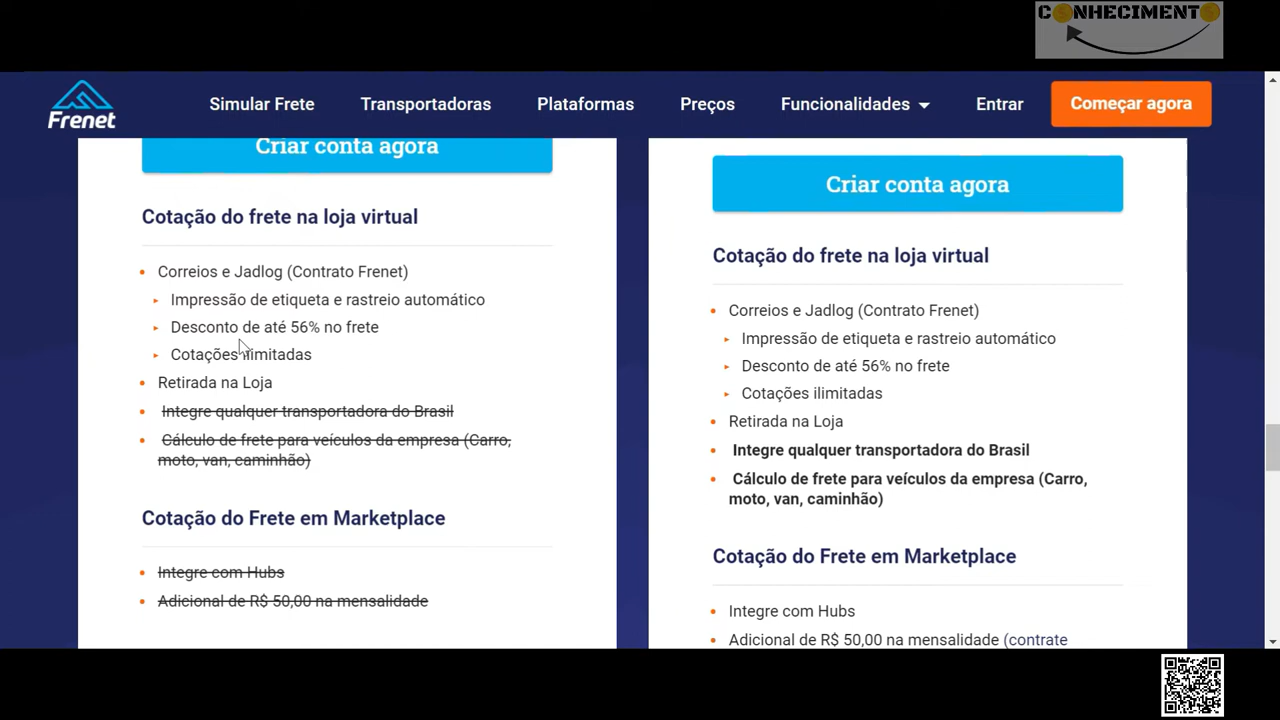 CONHECIMENTO
Frenet
Simular Frete
Transportadoras
Plataformas
Preços
Funcionalidades
Entrar
Começar agora
Criar conta agora
Cotação do frete na loja virtual
Correios e Jadlog (Contrato Frenet)
Impressão de etiqueta e rastreio automático
Desconto de até 56% no frete
Cotações ilimitadas
Retirada na Loja
Integre qualquer transportadora do Brasil
Cálculo de frete para veículos da empresa (Carro,
moto, van, caminhão)
Cotação do Frete em Marketplace
Integre com Hubs
Adicional de R$ 50,00 na mensalidade
Criar conta agora
Cotação do frete na loja virtual
Correios e Jadlog (Contrato Frenet)
Impressão de etiqueta e rastreio automático
Desconto de até 56% no frete
Cotações ilimitadas
Retirada na Loja
Integre qualquer transportadora do Brasil
Cálculo de frete para veículos da empresa (Carro,
moto, van, caminhão)
Cotação do Frete em Marketplace
Integre com Hubs
Adicional de R$ 50,00 na mensalidade (contrate